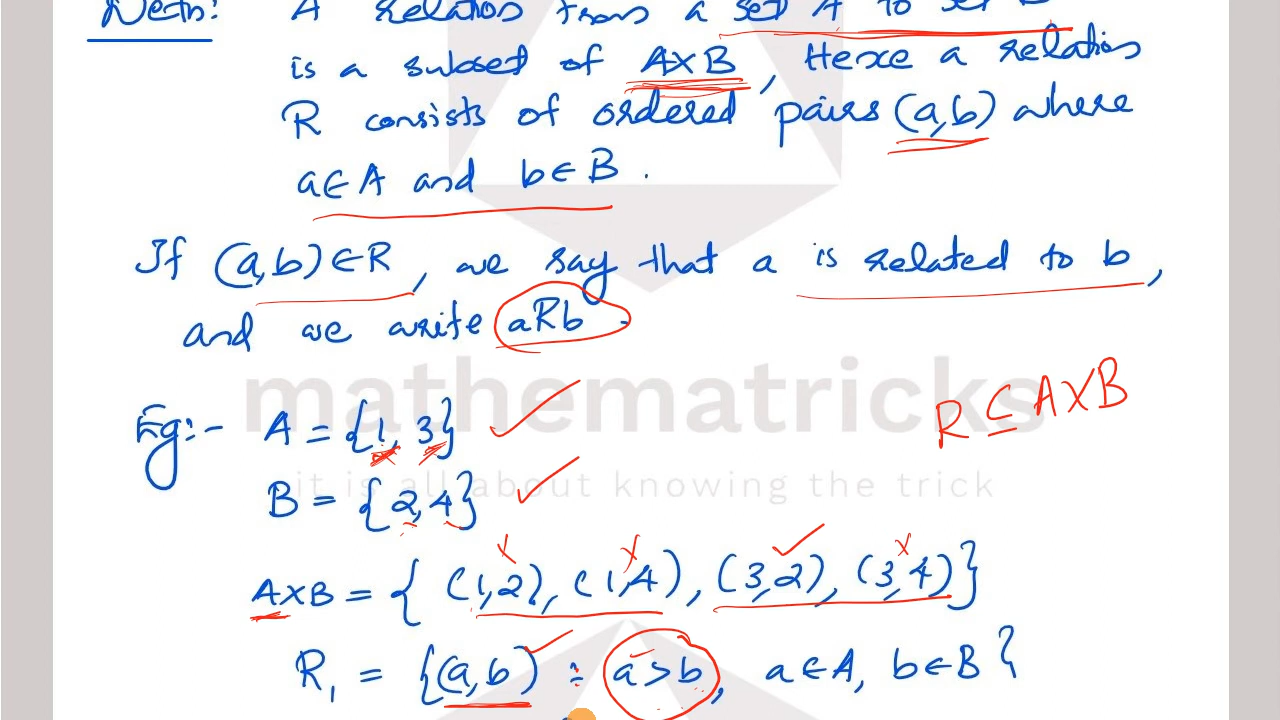 Defn: A relation from a set A to set B
is a subset of A×B, Hence a relation
R consists of ordered pairs (a,b) where
a∈A and b∈B.
If (a,b)∈R, we say that a is related to b,
and we write aRb.
mathematricks
R ⊆ A×B
Eg:- A = {1, 3}
it is all about knowing the trick
B = {2,4}
A×B = { (1,2), (1,4), (3,2), (3,4)}
R₁ = {(a,b) : a>b, a∈A, b∈B}